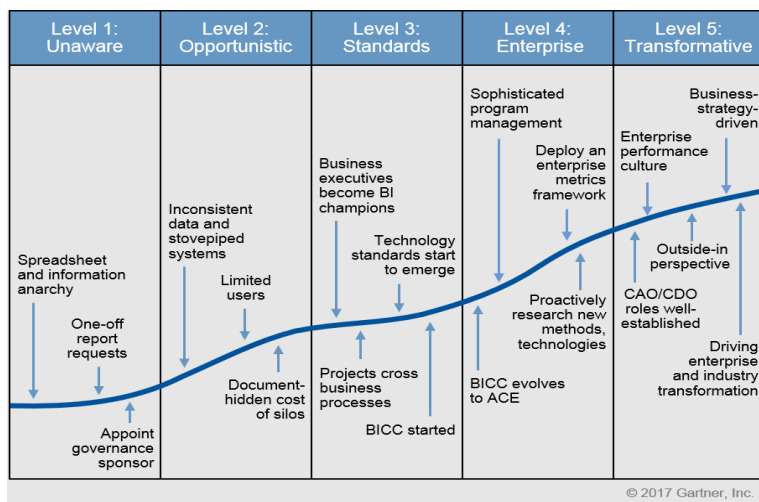 Level 1:
Unaware
Level 2:
Opportunistic
Level 3:
Standards
Level 4:
Enterprise
Level 5:
Transformative
Spreadsheet
and information
anarchy
One-off
report
requests
Appoint
governance
sponsor
Inconsistent
data and
stovepiped
systems
Limited
users
Document-
hidden cost
of silos
Business
executives
become BI
champions
Technology
standards start
to emerge
Projects cross
business
processes
BICC started
Sophisticated
program
management
Deploy an
enterprise
metrics
framework
Proactively
research new
methods,
technologies
BICC evolves
to ACE
Business-
strategy-
driven
Enterprise
performance
culture
Outside-in
perspective
CAO/CDO
roles well-
established
Driving
enterprise
and industry
transformation
© 2017 Gartner, Inc.